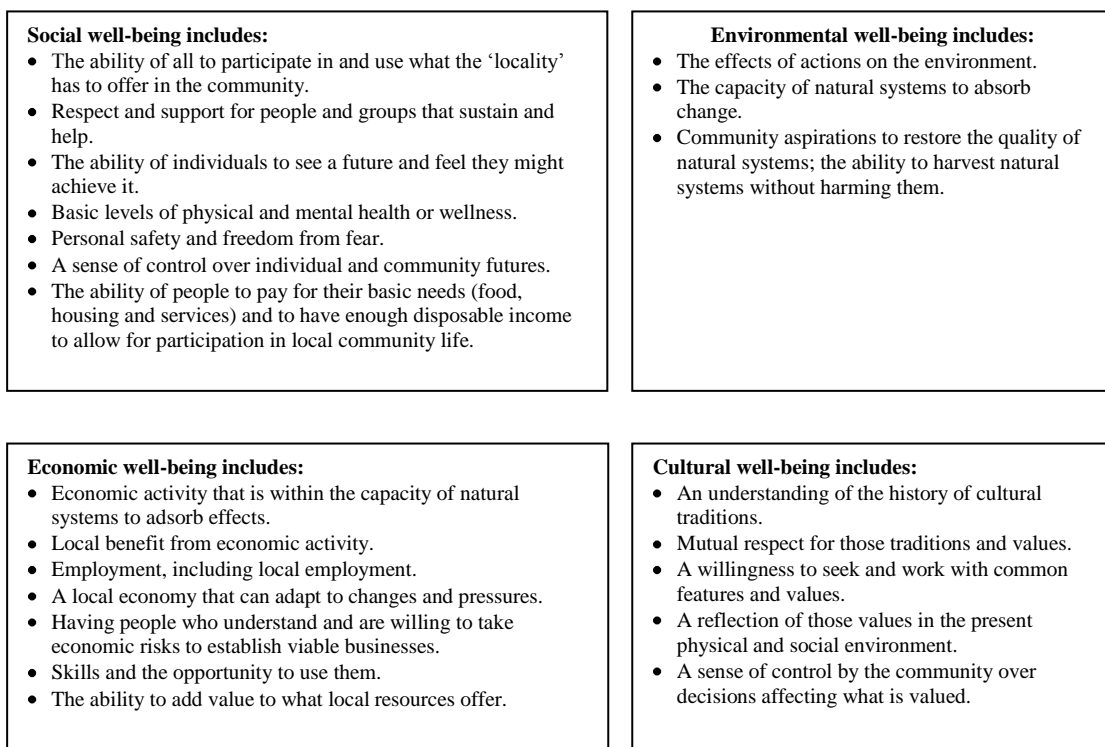 Social well-being includes:
• The ability of all to participate in and use what the ‘locality’
has to offer in the community.
• Respect and support for people and groups that sustain and
help.
• The ability of individuals to see a future and feel they might
achieve it.
• Basic levels of physical and mental health or wellness.
• Personal safety and freedom from fear.
• A sense of control over individual and community futures.
• The ability of people to pay for their basic needs (food,
housing and services) and to have enough disposable income
to allow for participation in local community life.
Environmental well-being includes:
• The effects of actions on the environment.
• The capacity of natural systems to absorb
change.
• Community aspirations to restore the quality of
natural systems; the ability to harvest natural
systems without harming them.
Economic well-being includes:
• Economic activity that is within the capacity of natural
systems to adsorb effects.
• Local benefit from economic activity.
• Employment, including local employment.
• A local economy that can adapt to changes and pressures.
• Having people who understand and are willing to take
economic risks to establish viable businesses.
• Skills and the opportunity to use them.
• The ability to add value to what local resources offer.
Cultural well-being includes:
• An understanding of the history of cultural
traditions.
• Mutual respect for those traditions and values.
• A willingness to seek and work with common
features and values.
• A reflection of those values in the present
physical and social environment.
• A sense of control by the community over
decisions affecting what is valued.